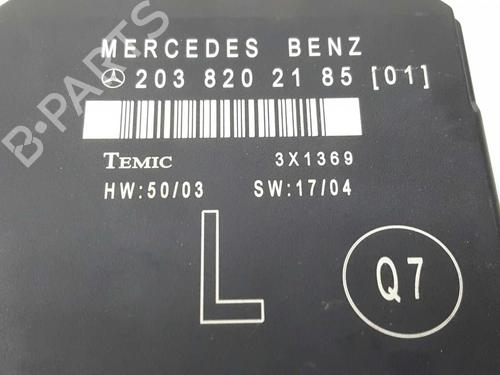 MERCEDES BENZ
203 820 21 85 [01]
TEMIC 3X1369
HW:50/03 SW:17/04
L
Q7
B-PARTS